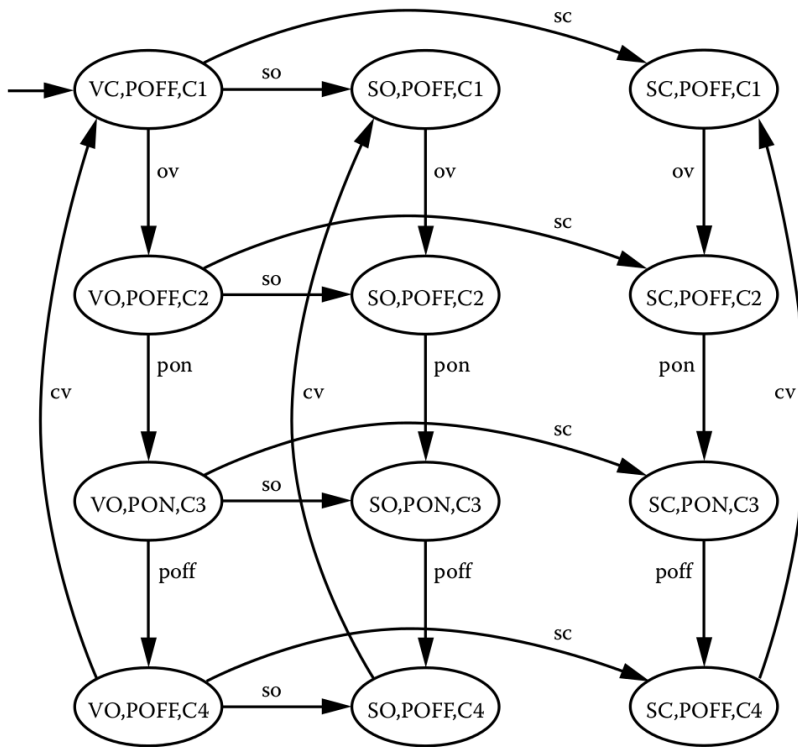 sc
VC,POFF,C1
so
SO,POFF,C1
SC,POFF,C1
ov
ov
ov
sc
VO,POFF,C2
so
SO,POFF,C2
SC,POFF,C2
pon
pon
pon
cv
cv
cv
sc
VO,PON,C3
so
SO,PON,C3
SC,PON,C3
poff
poff
poff
sc
VO,POFF,C4
so
SO,POFF,C4
SC,POFF,C4